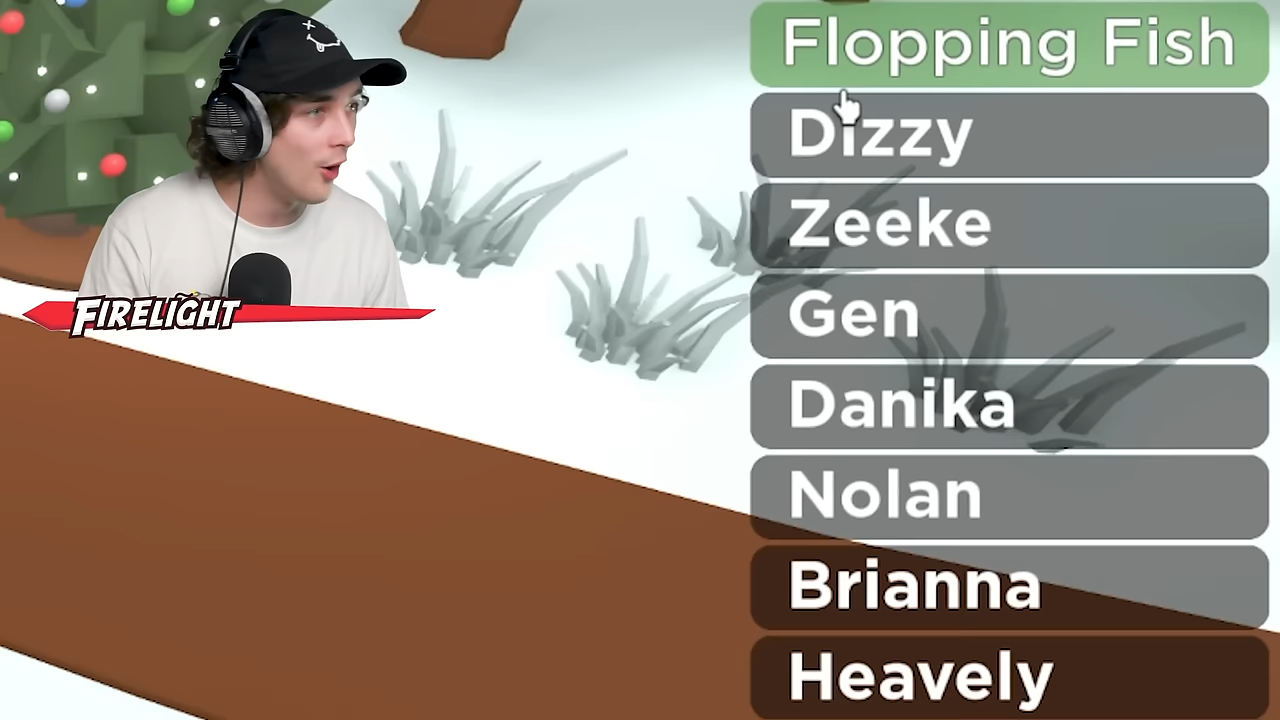 Flopping Fish
Dizzy
Zeeke
Gen
FIRELIGHT
Danika
Nolan
Brianna
Heavely